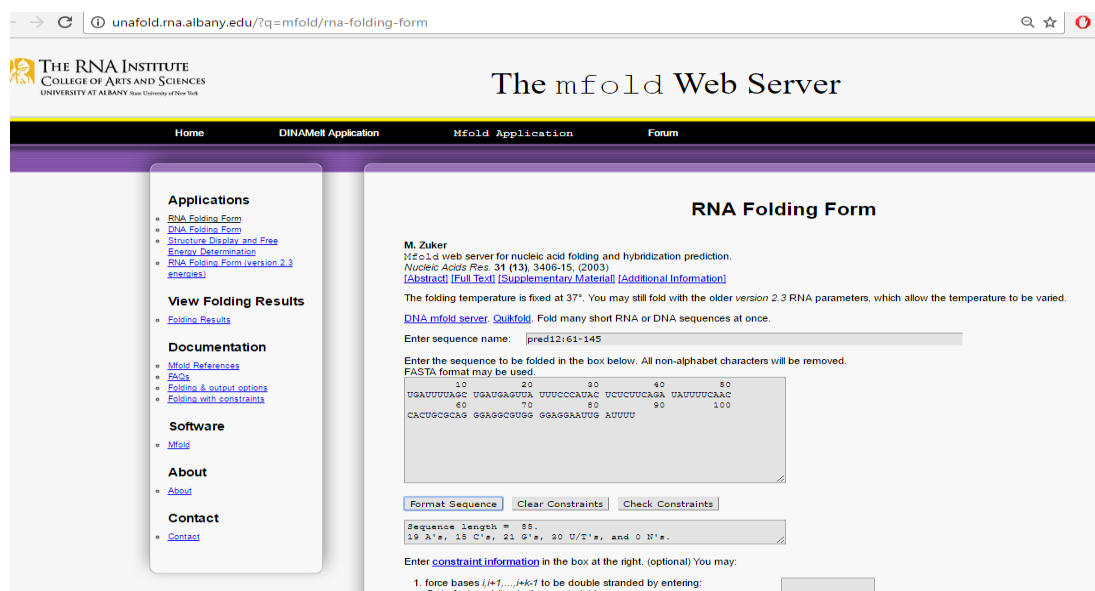 unafold.rna.albany.edu/?q=mfold/rna-folding-form
THE RNA INSTITUTE
COLLEGE OF ARTS AND SCIENCES
UNIVERSITY AT ALBANY State University of New York
The mfold Web Server
Home DINAMelt Application Mfold Application Forum
Applications
RNA Folding Form
DNA Folding Form
Structure Display and Free
Energy Determination
RNA Folding Form (version 2.3
energies)
View Folding Results
Folding Results
Documentation
Mfold References
FAQs
Folding & output options
Folding with constraints
Software
Mfold
About
About
Contact
Contact
RNA Folding Form
M. Zuker
Mfold web server for nucleic acid folding and hybridization prediction.
Nucleic Acids Res. 31 (13), 3406-15, (2003)
[Abstract] [Full Text] [Supplementary Material] [Additional Information]
The folding temperature is fixed at 37°. You may still fold with the older version 2.3 RNA parameters, which allow the temperature to be varied.
DNA mfold server. Quikfold. Fold many short RNA or DNA sequences at once.
Enter sequence name: pred12:61-145
Enter the sequence to be folded in the box below. All non-alphabet characters will be removed.
FASTA format may be used.
10 20 30 40 50
UGAUUUUAGC UGAUGAGUUA UUUCCCAUAC UCUCUUCAGA UAUUUUCAAC
60 70 80 90 100
CACUGCGCAG GGAGGCGUGG GGAGGAAUUG AUUUU
Format Sequence Clear Constraints Check Constraints
Sequence length = 85.
19 A's, 15 C's, 21 G's, 30 U/T's, and 0 N's.
Enter constraint information in the box at the right. (optional) You may:
1. force bases i,i+1,...,i+k-1 to be double stranded by entering: